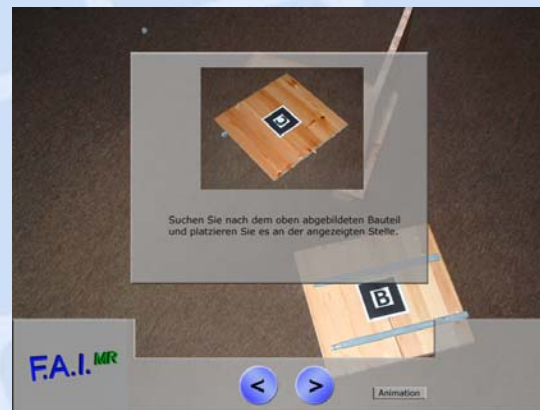 Suchen Sie nach dem oben abgebildeten Bauteil
und platzieren Sie es an der angezeigten Stelle.
B
F.A.I. MR
< >
Animation